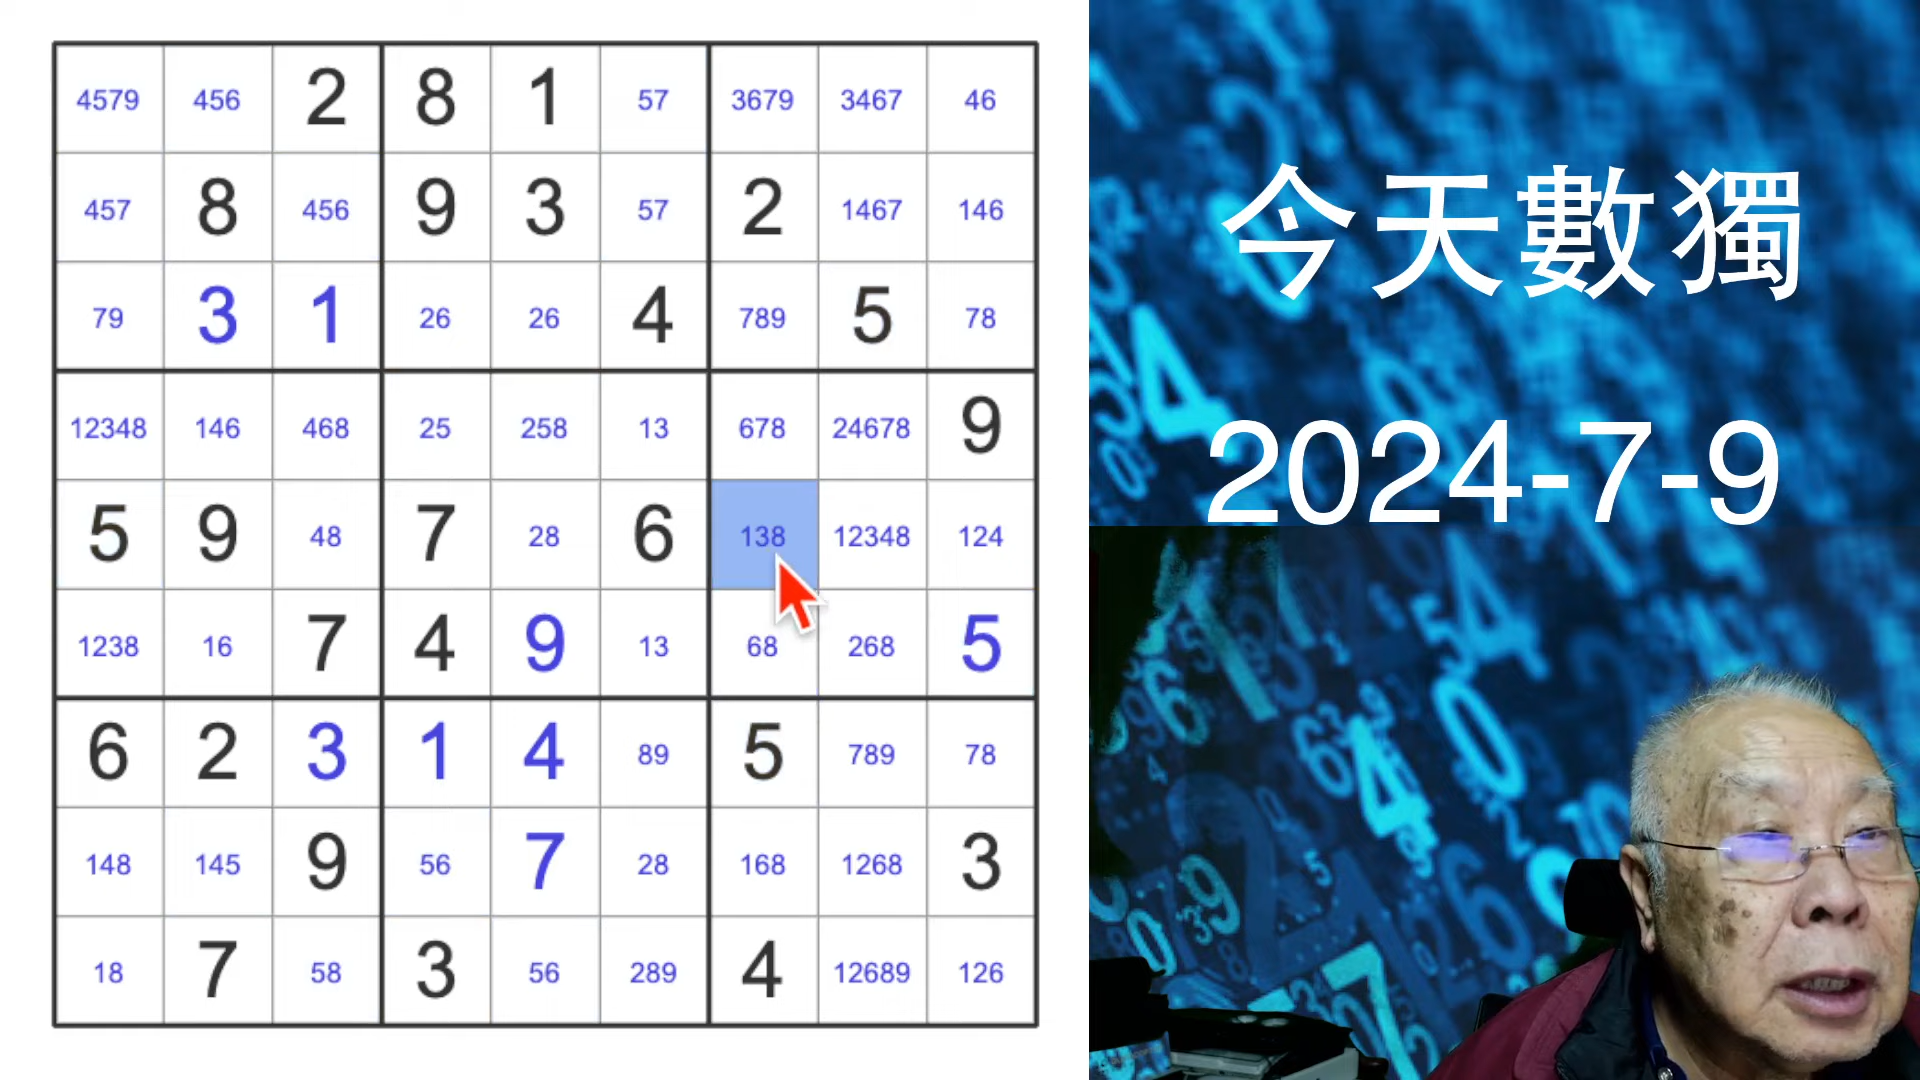 4579 456 2 8 1 57 3679 3467 46
457 8 456 9 3 57 2 1467 146
79 3 1 26 26 4 789 5 78
12348 146 468 25 258 13 678 24678 9
5 9 48 7 28 6 138 12348 124
1238 16 7 4 9 13 68 268 5
6 2 3 1 4 89 5 789 78
148 145 9 56 7 28 168 1268 3
18 7 58 3 56 289 4 12689 126
今天數獨
2024-7-9